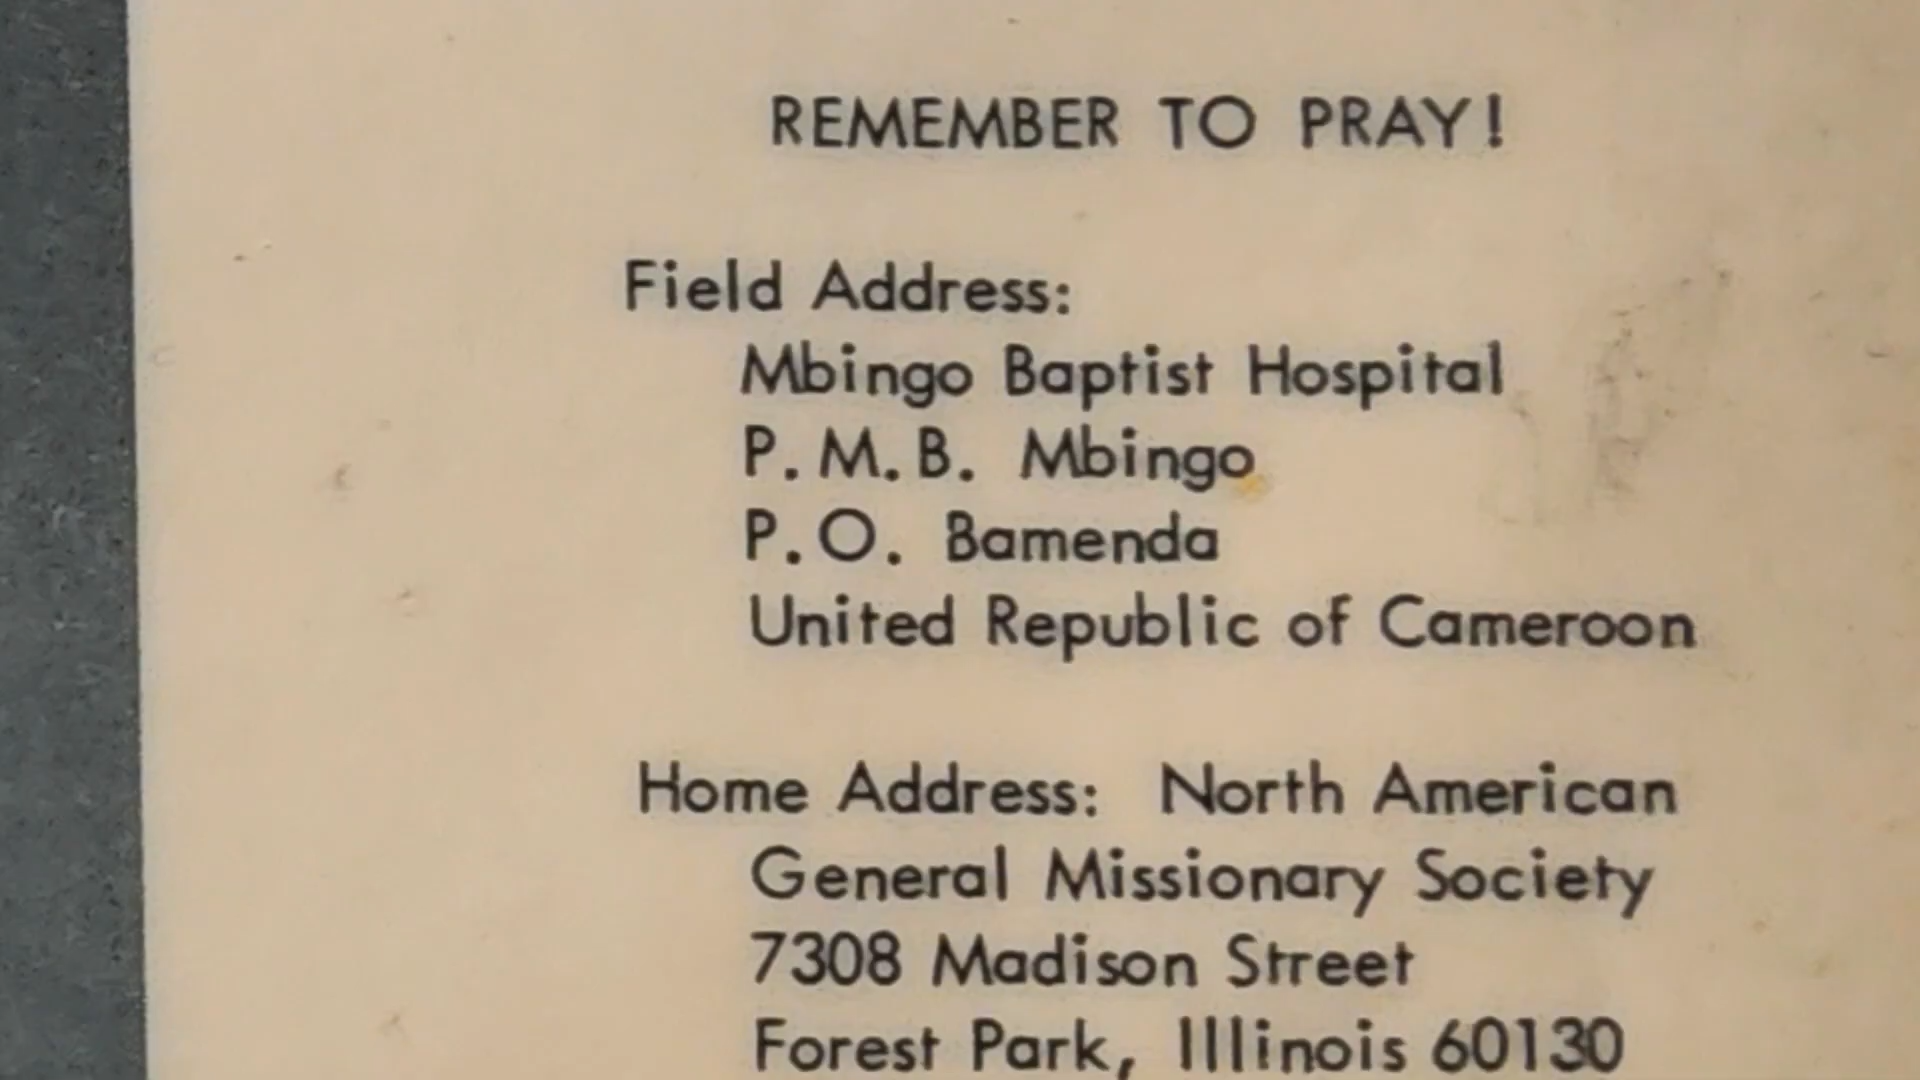 REMEMBER TO PRAY!
Field Address:
Mbingo Baptist Hospital
P.M.B. Mbingo
P.O. Bamenda
United Republic of Cameroon
Home Address: North American
General Missionary Society
7308 Madison Street
Forest Park, Illinois 60130